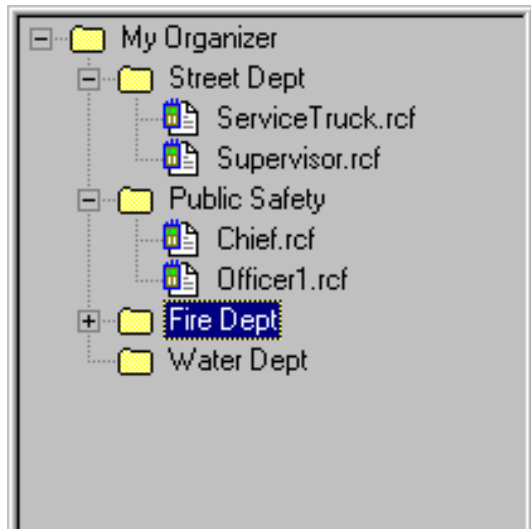 My Organizer
Street Dept
ServiceTruck.rcf
Supervisor.rcf
Public Safety
Chief.rcf
Officer1.rcf
Fire Dept
Water Dept